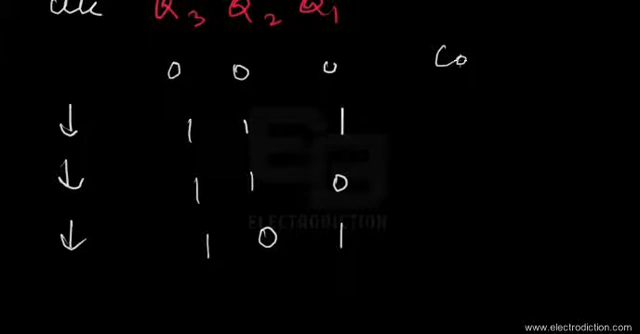 clk Q3 Q2 Q1
0 0 0 Co
↓ 1 1 1
↓ 1 1 0
↓ 1 0 1
ELECTRODICTION
www.electrodiction.com